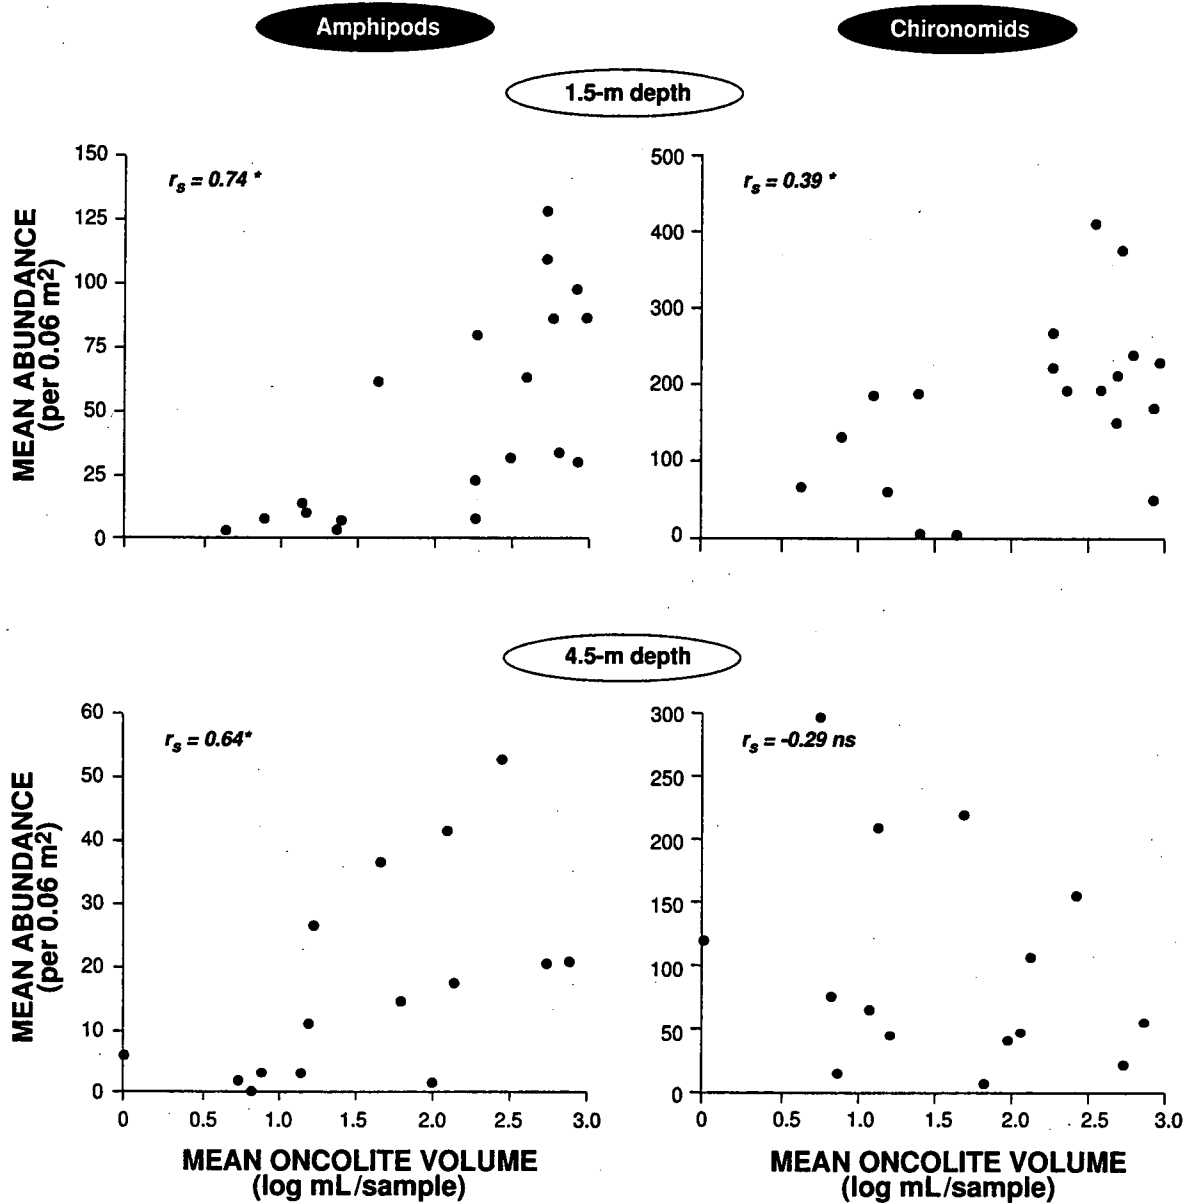 Amphipods
Chironomids
1.5-m depth
MEAN ABUNDANCE
(per 0.06 m²)
150
125
100
75
50
25
0
rs = 0.74 *
500
400
300
200
100
0
rs = 0.39 *
4.5-m depth
MEAN ABUNDANCE
(per 0.06 m²)
60
50
40
30
20
10
0
rs = 0.64*
0 0.5 1.0 1.5 2.0 2.5 3.0
MEAN ONCOLITE VOLUME
(log mL/sample)
300
250
200
150
100
50
0
rs = -0.29 ns
0 0.5 1.0 1.5 2.0 2.5 3.0
MEAN ONCOLITE VOLUME
(log mL/sample)